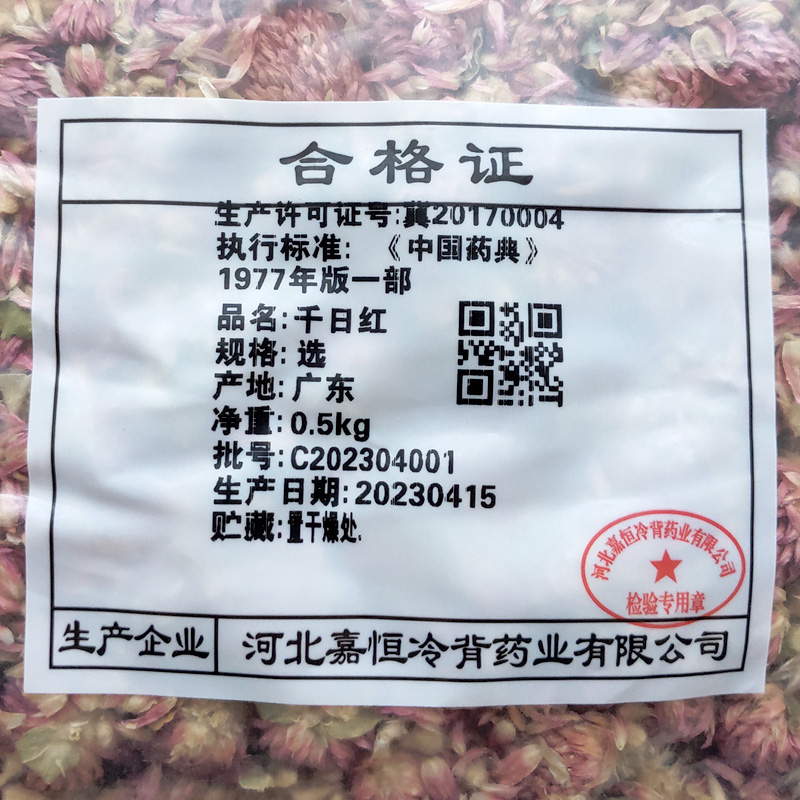 合格证
生产许可证号:冀20170004
执行标准: 《中国药典》
1977年版一部
品名:千日红
规格:选
产地:广东
净重:0.5kg
批号:C202304001
生产日期:20230415
贮藏:置干燥处.
河北嘉恒冷背药业有限公司
检验专用章
生产企业 河北嘉恒冷背药业有限公司